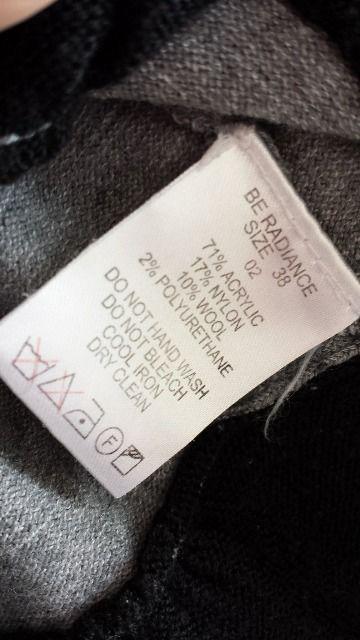 BE RADIANCE
SIZE 38
02
71% ACRYLIC
17% NYLON
10% WOOL
2% POLYURETHANE
DO NOT HAND WASH
DO NOT BLEACH
COOL IRON
DRY CLEAN
F